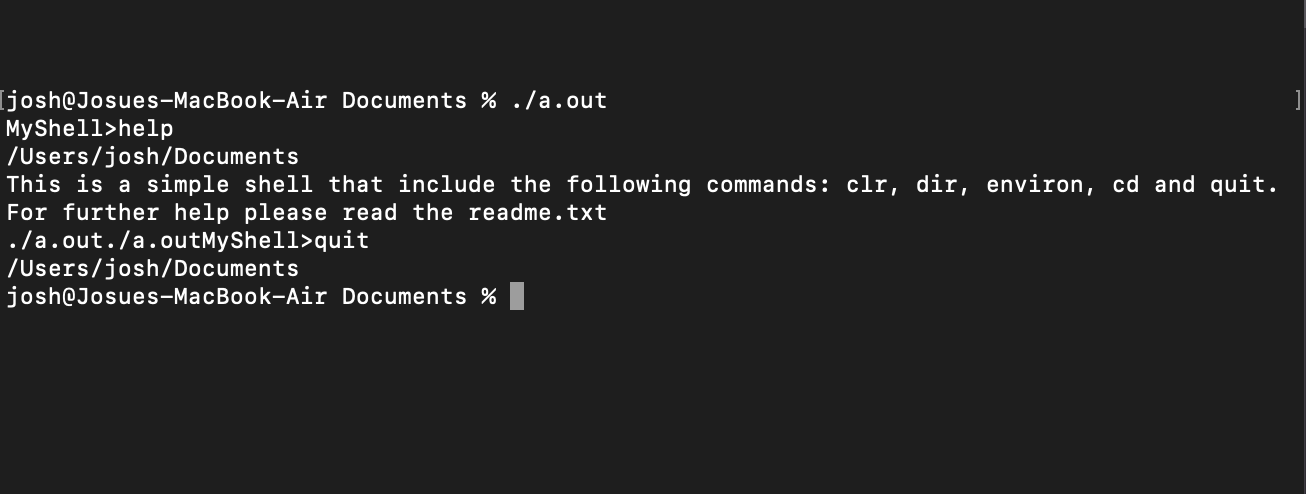 [josh@Josues-MacBook-Air Documents % ./a.out ]
MyShell>help
/Users/josh/Documents
This is a simple shell that include the following commands: clr, dir, environ, cd and quit.
For further help please read the readme.txt
./a.out./a.outMyShell>quit
/Users/josh/Documents
josh@Josues-MacBook-Air Documents %